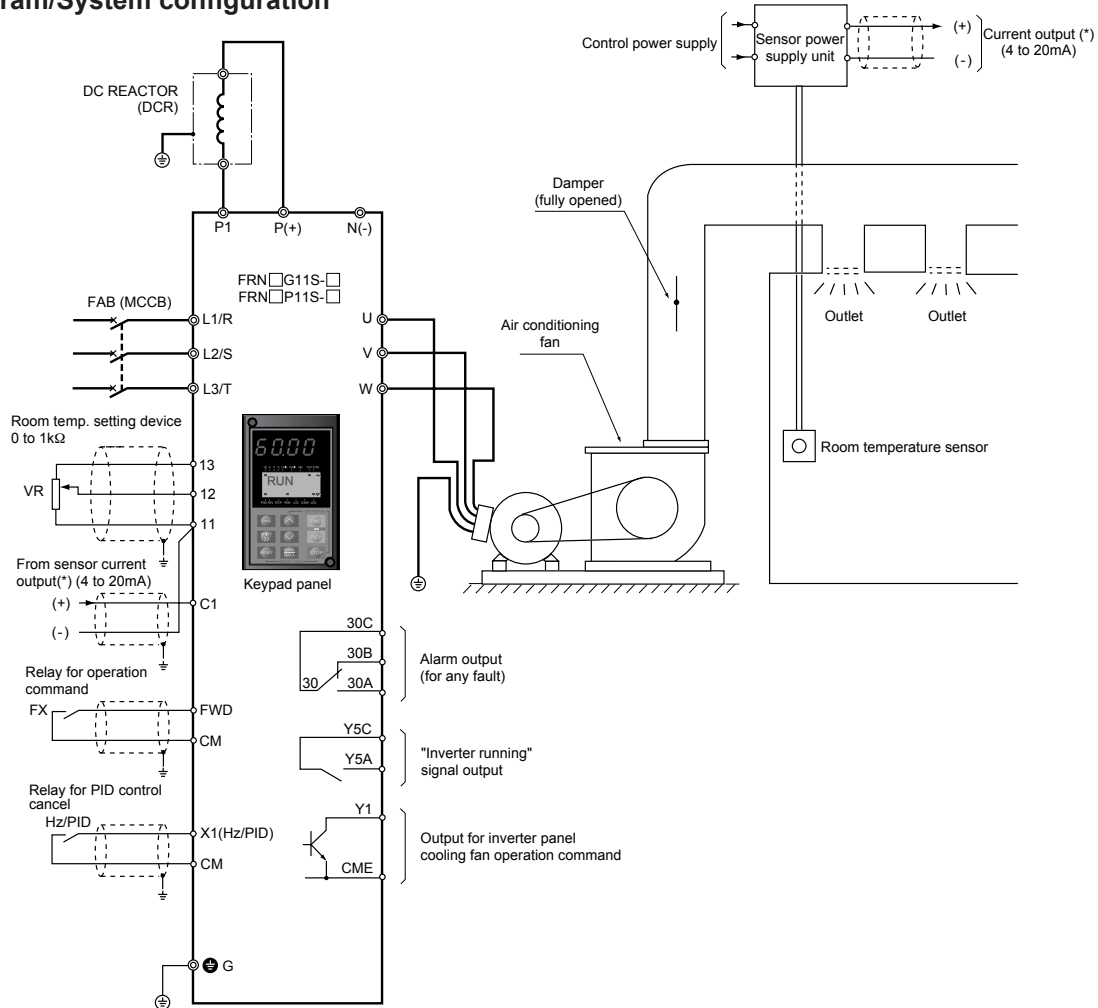 ram/System configuration
Control power supply
Sensor power
supply unit
(+)
(-)
Current output (*)
(4 to 20mA)
DC REACTOR
(DCR)
P1
P(+)
N(-)
FRN□G11S-□
FRN□P11S-□
FAB (MCCB)
L1/R
L2/S
L3/T
U
V
W
Damper
(fully opened)
Air conditioning
fan
Outlet
Outlet
Room temperature sensor
Room temp. setting device
0 to 1kΩ
VR
13
12
11
60.00
RUN
Keypad panel
From sensor current
output(*) (4 to 20mA)
(+)
(-)
C1
Relay for operation
command
FX
FWD
CM
Relay for PID control
cancel
Hz/PID
X1(Hz/PID)
CM
30C
30B
30
30A
Alarm output
(for any fault)
Y5C
Y5A
"Inverter running"
signal output
Y1
CME
Output for inverter panel
cooling fan operation command
G